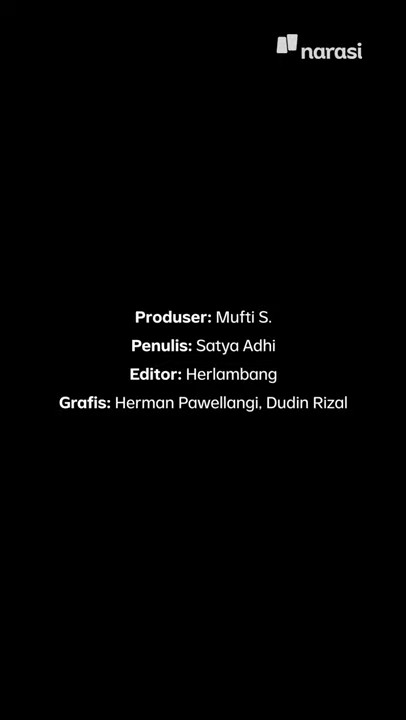 narasi
Produser: Mufti S.
Penulis: Satya Adhi
Editor: Herlambang
Grafis: Herman Pawellangi, Dudin Rizal